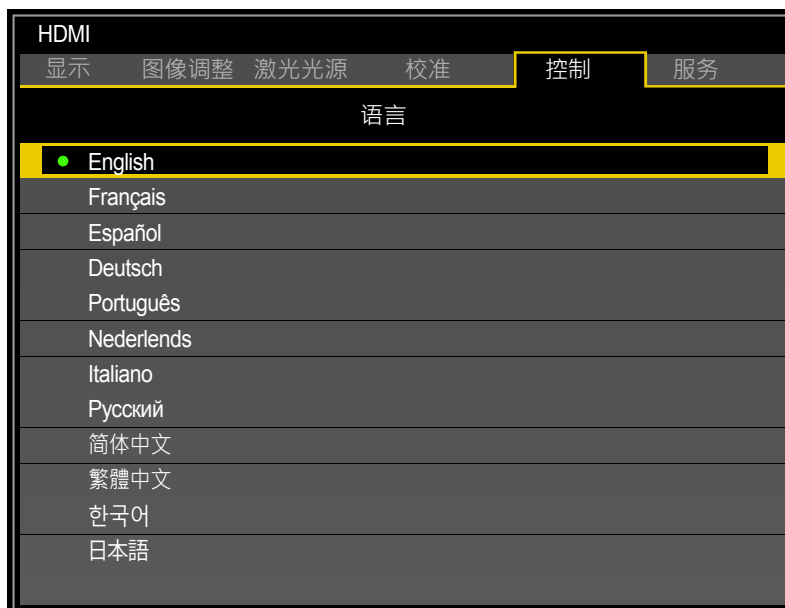 HDMI
显示 图像调整 激光光源 校准 控制 服务
语言
English
Français
Español
Deutsch
Português
Nederlends
Italiano
Русский
简体中文
繁體中文
한국어
日本語